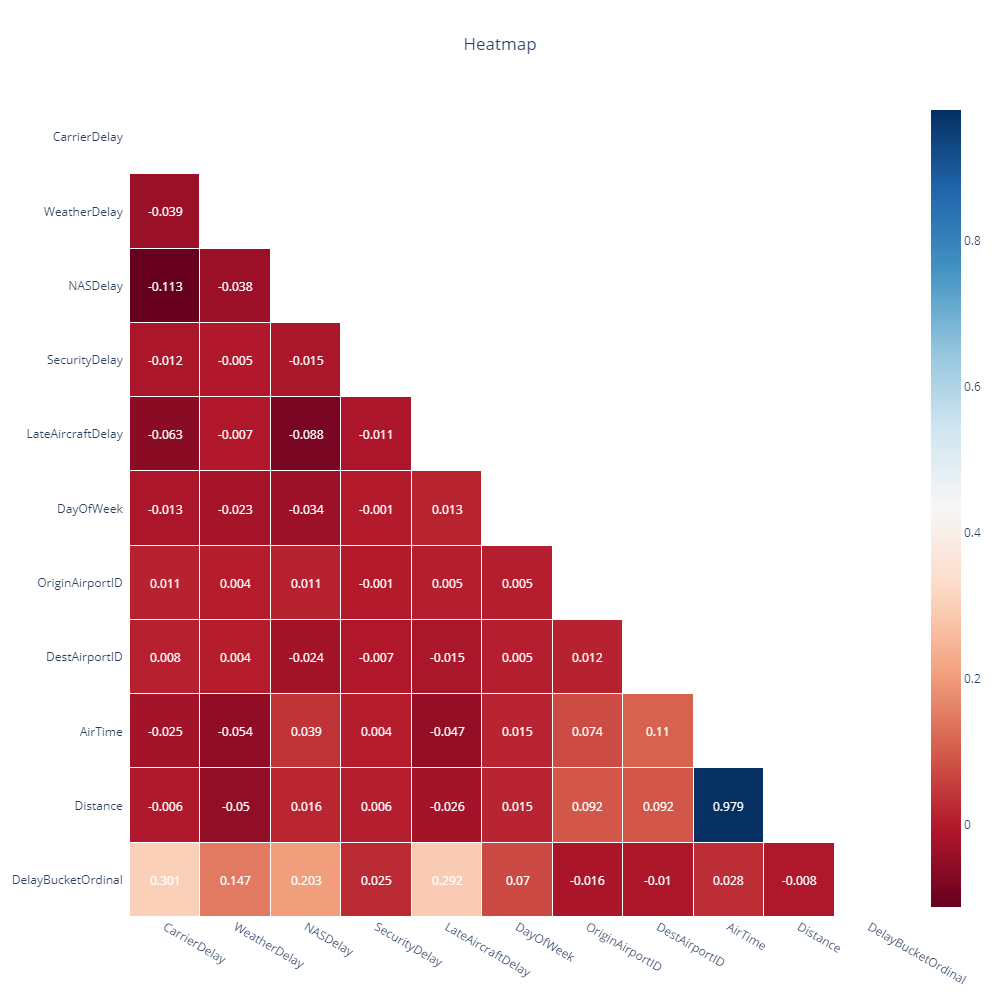 Heatmap
CarrierDelay
WeatherDelay -0.039
NASDelay -0.113 -0.038
0.8
SecurityDelay -0.012 -0.005 -0.015
0.6
LateAircraftDelay -0.063 -0.007 -0.088 -0.011
DayOfWeek -0.013 -0.023 -0.034 -0.001 0.013
0.4
OriginAirportID 0.011 0.004 0.011 -0.001 0.005 0.005
DestAirportID 0.008 0.004 -0.024 -0.007 -0.015 0.005 0.012
0.2
AirTime -0.025 -0.054 0.039 0.004 -0.047 0.015 0.074 0.11
Distance -0.006 -0.05 0.016 0.006 -0.026 0.015 0.092 0.092 0.979
0
DelayBucketOrdinal 0.301 0.147 0.203 0.025 0.292 0.07 -0.016 -0.01 0.028 -0.008
CarrierDelay WeatherDelay NASDelay SecurityDelay LateAircraftDelay DayOfWeek OriginAirportID DestAirportID AirTime Distance DelayBucketOrdinal